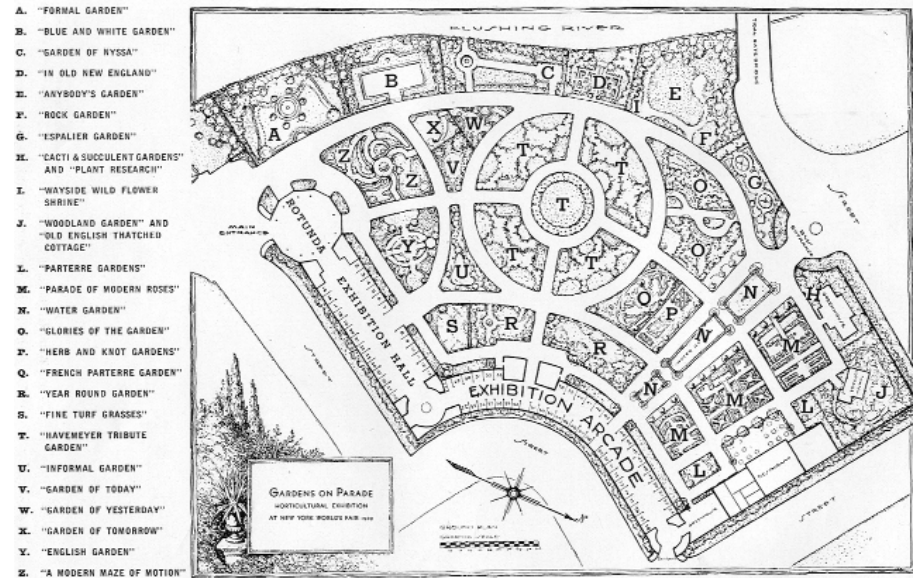 A. "FORMAL GARDEN"
B. "BLUE AND WHITE GARDEN"
C. "GARDEN OF NYSSA"
D. "IN OLD NEW ENGLAND"
E. "ANYBODY'S GARDEN"
F. "ROCK GARDEN"
G. "ESPALIER GARDEN"
H. "CACTI & SUCCULENT GARDENS"
AND "PLANT RESEARCH"
I. "WAYSIDE WILD FLOWER
SHRINE"
J. "WOODLAND GARDEN" AND
"OLD ENGLISH THATCHED
COTTAGE"
L. "PARTERRE GARDENS"
M. "PARADE OF MODERN ROSES"
N. "WATER GARDEN"
O. "GLORIES OF THE GARDEN"
P. "HERB AND KNOT GARDENS"
Q. "FRENCH PARTERRE GARDEN"
R. "YEAR ROUND GARDEN"
S. "FINE TURF GRASSES"
T. "HAVEMEYER TRIBUTE
GARDEN"
U. "INFORMAL GARDEN"
V. "GARDEN OF TODAY"
W. "GARDEN OF YESTERDAY"
X. "GARDEN OF TOMORROW"
Y. "ENGLISH GARDEN"
Z. "A MODERN MAZE OF MOTION"
FLUSHING RIVER
A
B
C
D
I
E
F
G
Z
Z
X
W
V
T
T
T
T
T
O
O
STREET
MAIN
ENTRANCE
ROTUNDA
EXHIBITION HALL
Y
U
S
R
R
P
N
N
N
H
M
M
M
L
L
J
EXHIBITION ARCADE
STREET
STREET
STREET
GARDENS ON PARADE
HORTICULTURAL EXHIBITION
AT NEW YORK WORLD'S FAIR 1939